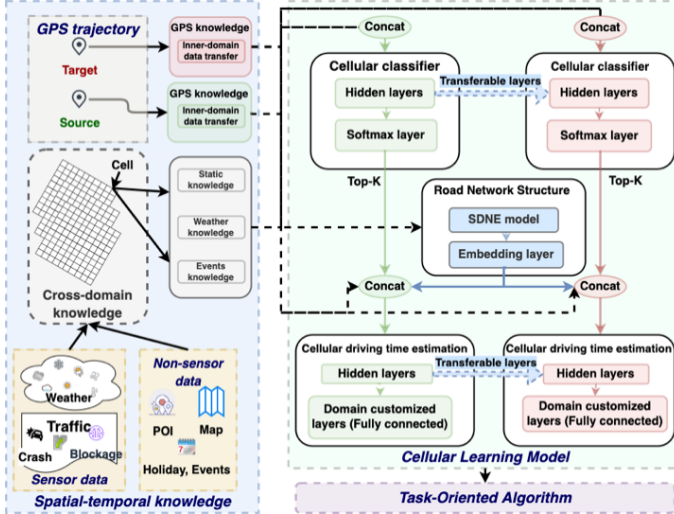 GPS trajectory
Target
Source
GPS knowledge
Inner-domain
data transfer
GPS knowledge
Inner-domain
data transfer
Cell
Cross-domain
knowledge
Static
knowledge
Weather
knowledge
Events
knowledge
Weather
Traffic
Crash
Blockage
Sensor data
Non-sensor
data
POI
Map
7
Holiday, Events
Spatial-temporal knowledge
Concat
Concat
Cellular classifier
Hidden layers
Softmax layer
Transferable layers
Cellular classifier
Hidden layers
Softmax layer
Top-K
Top-K
Road Network Structure
SDNE model
Embedding layer
Concat
Concat
Cellular driving time estimation
Hidden layers
Domain customized
layers (Fully connected)
Transferable layers
Cellular driving time estimation
Hidden layers
Domain customized
layers (Fully connected)
Cellular Learning Model
Task-Oriented Algorithm